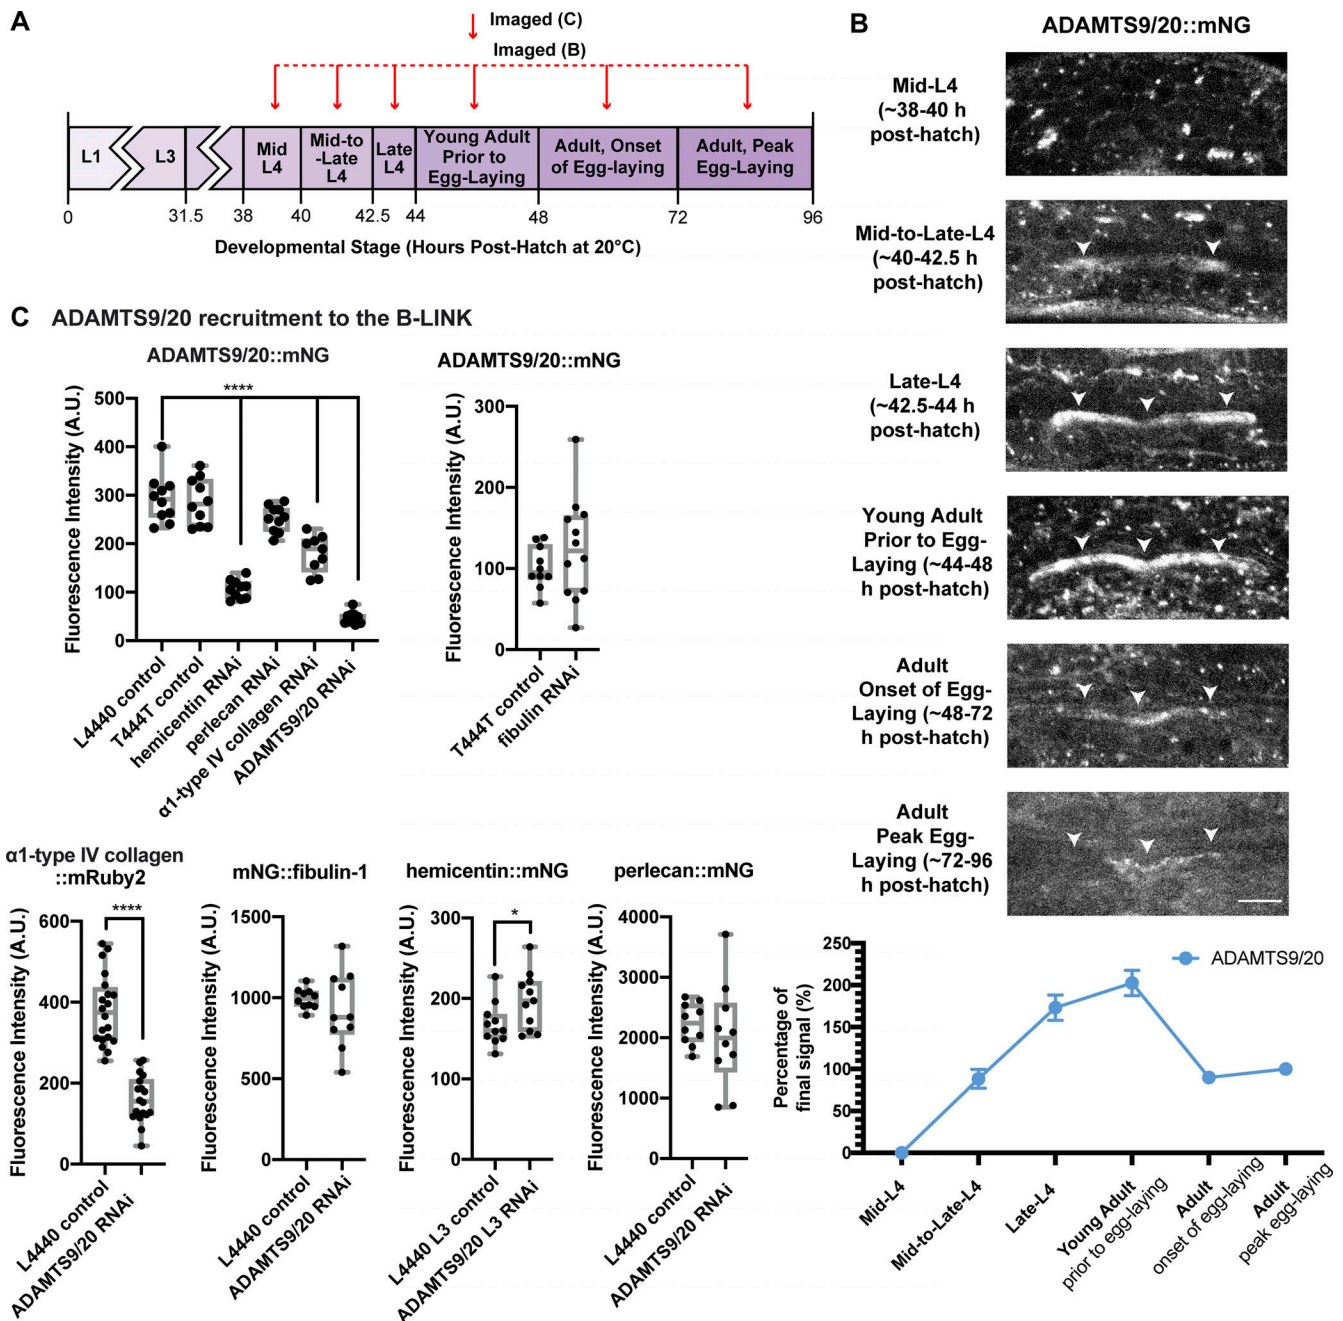 A
Imaged (C)
Imaged (B)
L1
L3
Mid
L4
Mid-to
-Late
L4
Late
L4
Young Adult
Prior to
Egg-Laying
Adult, Onset
of Egg-laying
Adult, Peak
Egg-Laying
0
31.5
38
40
42.5
44
48
72
96
Developmental Stage (Hours Post-Hatch at 20°C)
B
ADAMTS9/20::mNG
Mid-L4
(~38-40 h
post-hatch)
Mid-to-Late-L4
(~40-42.5 h
post-hatch)
Late-L4
(~42.5-44 h
post-hatch)
Young Adult
Prior to Egg-
Laying (~44-48
h post-hatch)
Adult
Onset of Egg-
Laying (~48-72
h post-hatch)
Adult
Peak Egg-
Laying (~72-96
h post-hatch)
250
200
150
100
50
0
Percentage of
final signal (%)
ADAMTS9/20
Mid-L4
Mid-to-Late-L4
Late-L4
Young Adult
prior to egg-laying
Adult
onset of egg-laying
Adult
peak egg-laying
C
ADAMTS9/20 recruitment to the B-LINK
ADAMTS9/20::mNG
Fluorescence Intensity (A.U.)
500
400
300
200
100
0
****
L4440 control
T444T control
hemicentin RNAi
perlecan RNAi
α1-type IV collagen RNAi
ADAMTS9/20 RNAi
ADAMTS9/20::mNG
Fluorescence Intensity (A.U.)
300
200
100
0
T444T control
fibulin RNAi
α1-type IV collagen
::mRuby2
Fluorescence Intensity (A.U.)
600
400
200
0
****
L4440 control
ADAMTS9/20 RNAi
mNG::fibulin-1
Fluorescence Intensity (A.U.)
1500
1000
500
0
L4440 control
ADAMTS9/20 RNAi
hemicentin::mNG
Fluorescence Intensity (A.U.)
300
200
100
0
*
L4440 L3 control
ADAMTS9/20 L3 RNAi
perlecan::mNG
Fluorescence Intensity (A.U.)
4000
3000
2000
1000
0
L4440 control
ADAMTS9/20 RNAi